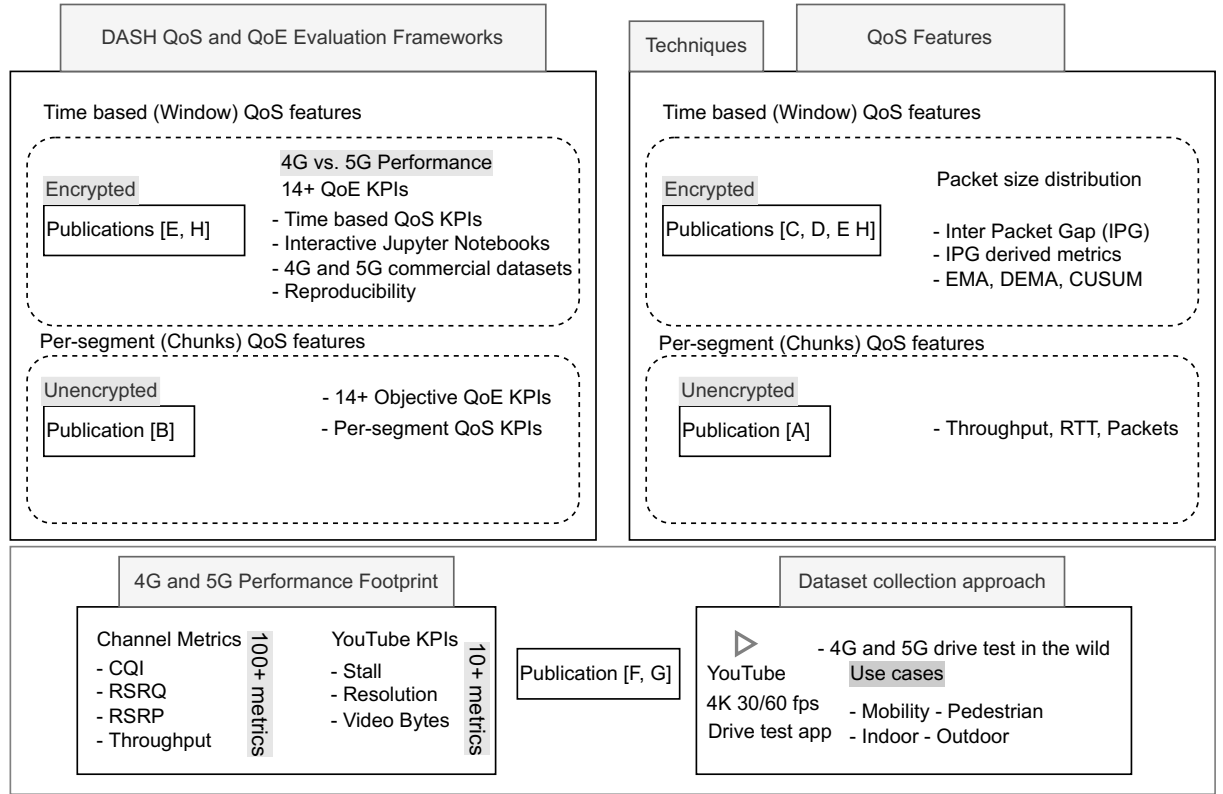 DASH QoS and QoE Evaluation Frameworks
Time based (Window) QoS features
Encrypted
Publications [E, H]
4G vs. 5G Performance
14+ QoE KPIs
- Time based QoS KPIs
- Interactive Jupyter Notebooks
- 4G and 5G commercial datasets
- Reproducibility
Per-segment (Chunks) QoS features
Unencrypted
Publication [B]
- 14+ Objective QoE KPIs
- Per-segment QoS KPIs
Techniques
QoS Features
Time based (Window) QoS features
Encrypted
Publications [C, D, E H]
Packet size distribution
- Inter Packet Gap (IPG)
- IPG derived metrics
- EMA, DEMA, CUSUM
Per-segment (Chunks) QoS features
Unencrypted
Publication [A]
- Throughput, RTT, Packets
4G and 5G Performance Footprint
Channel Metrics
- CQI
- RSRQ
- RSRP
- Throughput
100+ metrics
YouTube KPIs
- Stall
- Resolution
- Video Bytes
10+ metrics
Publication [F, G]
Dataset collection approach
YouTube
4K 30/60 fps
Drive test app
- 4G and 5G drive test in the wild
Use cases
- Mobility - Pedestrian
- Indoor - Outdoor